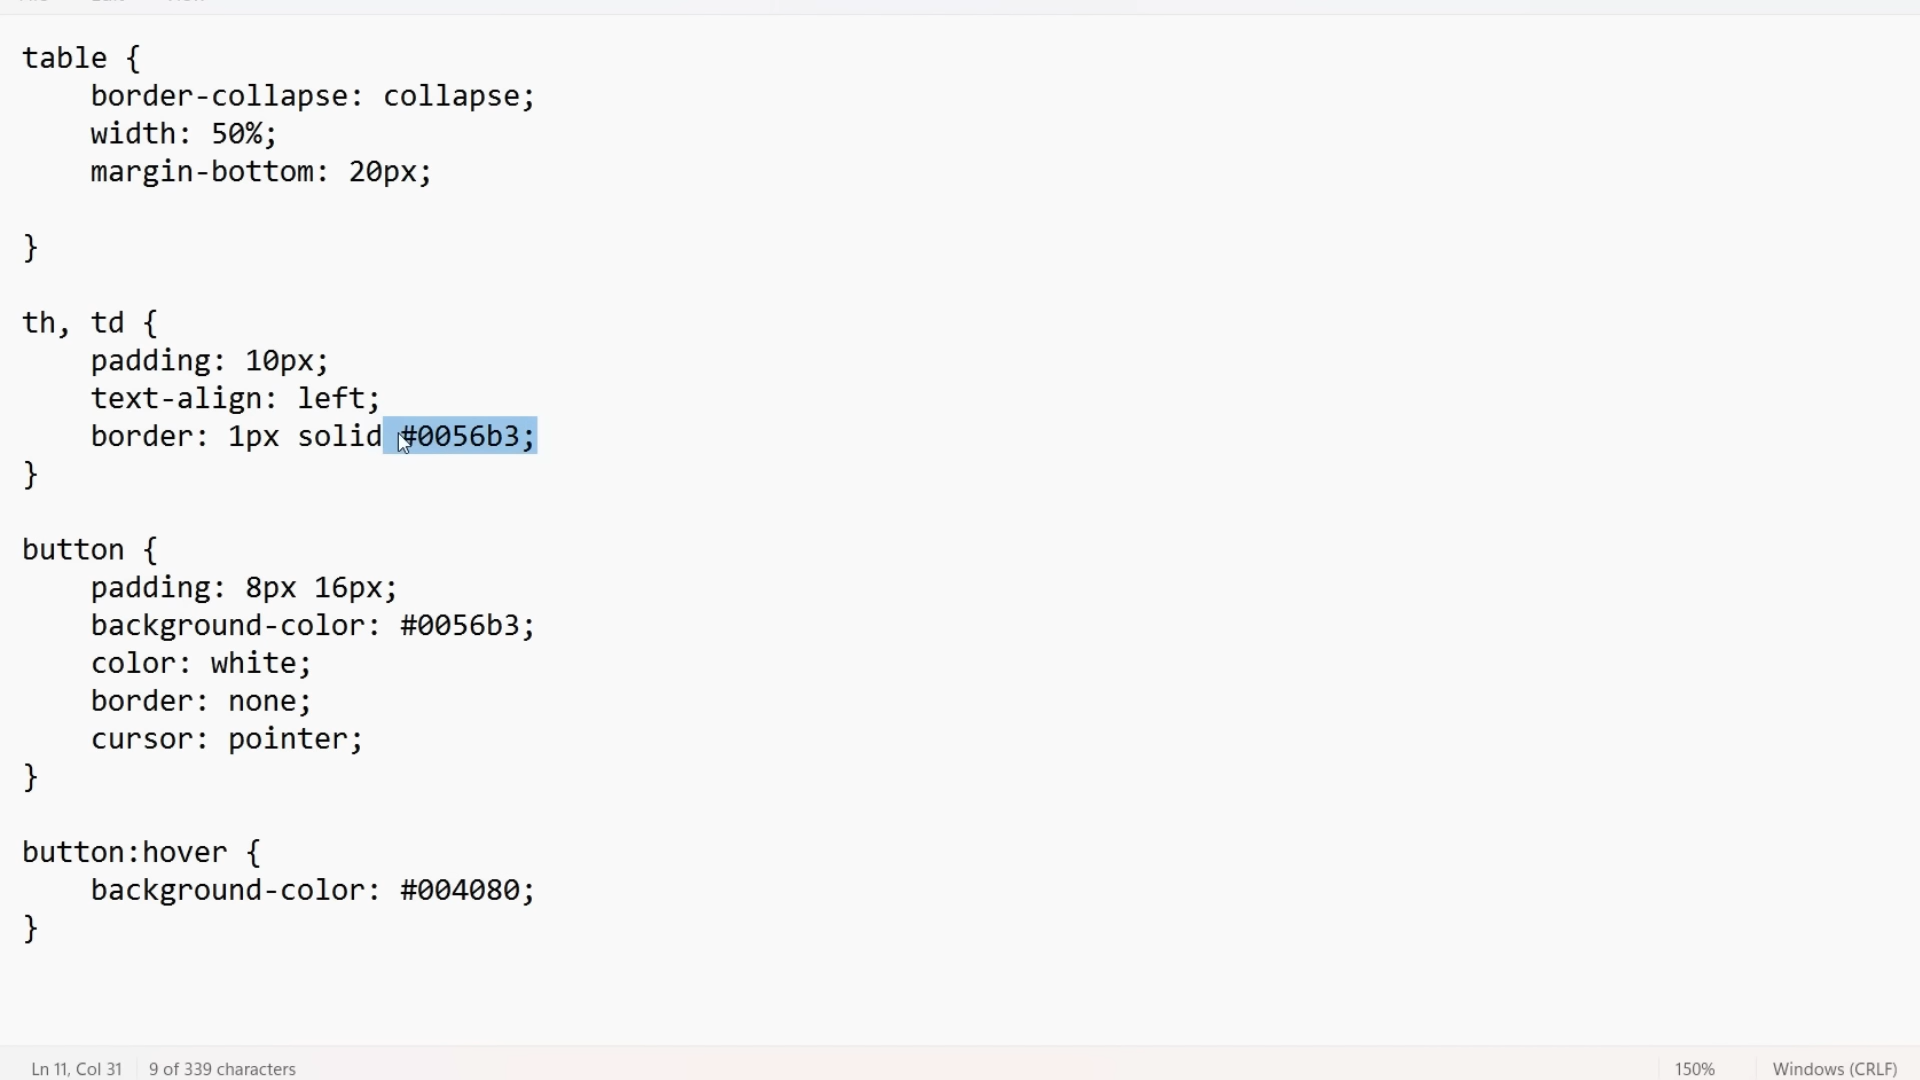 table {
    border-collapse: collapse;
    width: 50%;
    margin-bottom: 20px;

}

th, td {
    padding: 10px;
    text-align: left;
    border: 1px solid #0056b3;
}

button {
    padding: 8px 16px;
    background-color: #0056b3;
    color: white;
    border: none;
    cursor: pointer;
}

button:hover {
    background-color: #004080;
}
Ln 11, Col 31 9 of 339 characters 150% Windows (CRLF)